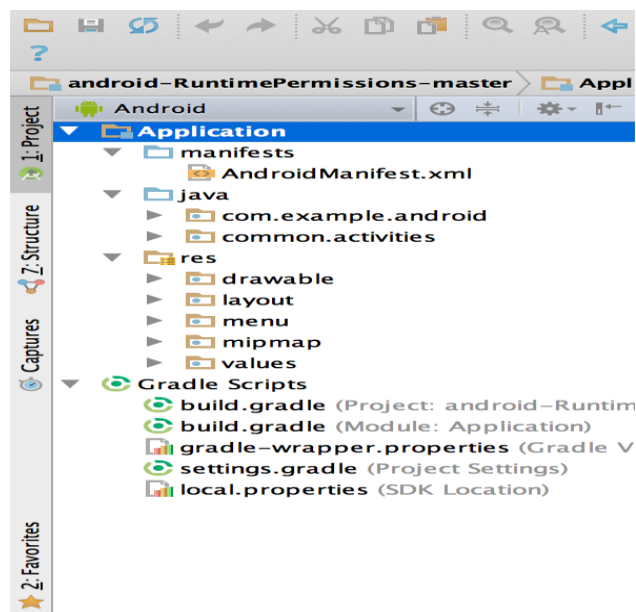 ?
android-RuntimePermissions-master
Appl
1: Project
Android
Application
manifests
AndroidManifest.xml
java
com.example.android
common.activities
res
drawable
layout
menu
mipmap
values
Gradle Scripts
build.gradle (Project: android-Runtim
build.gradle (Module: Application)
gradle-wrapper.properties (Gradle V
settings.gradle (Project Settings)
local.properties (SDK Location)
7: Structure
Captures
2: Favorites